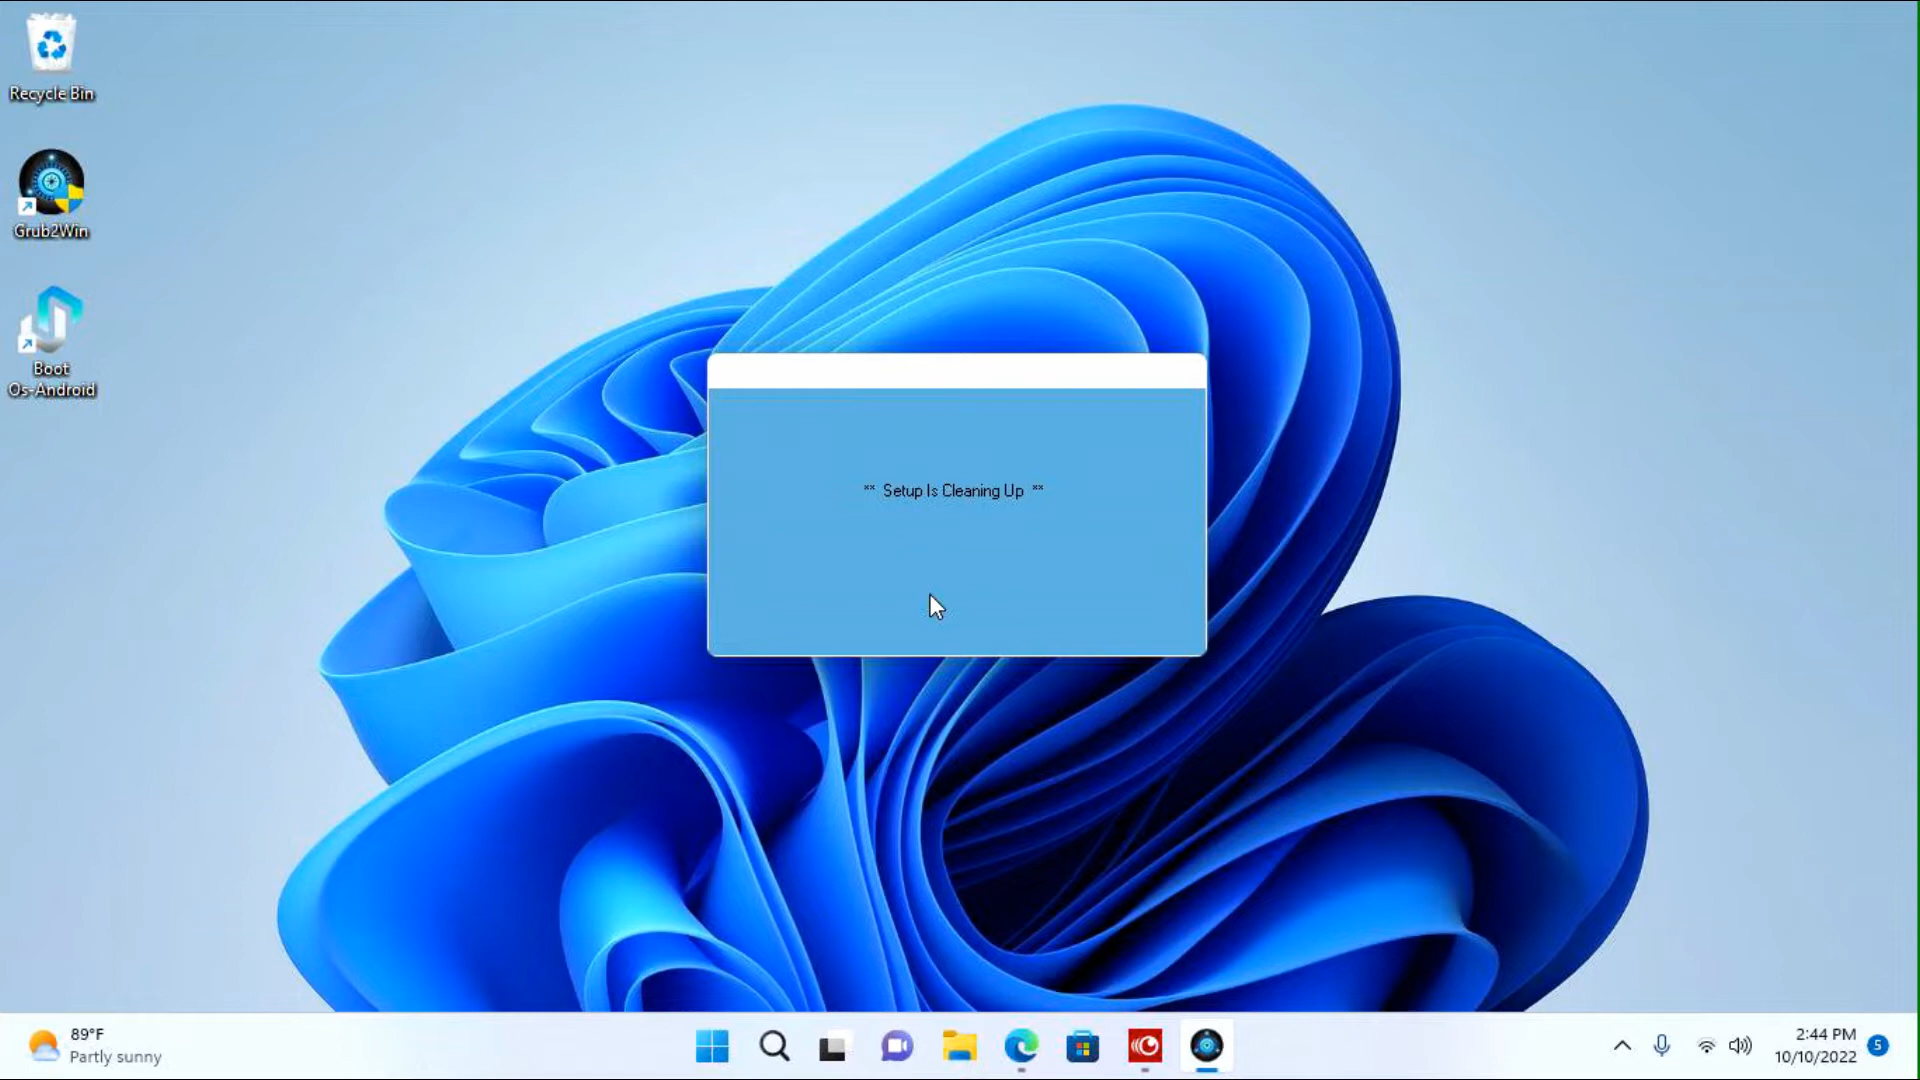 Recycle Bin
Grub2Win
Boot
Os-Android
** Setup Is Cleaning Up **
89°F
Partly sunny
2:44 PM
10/10/2022
5